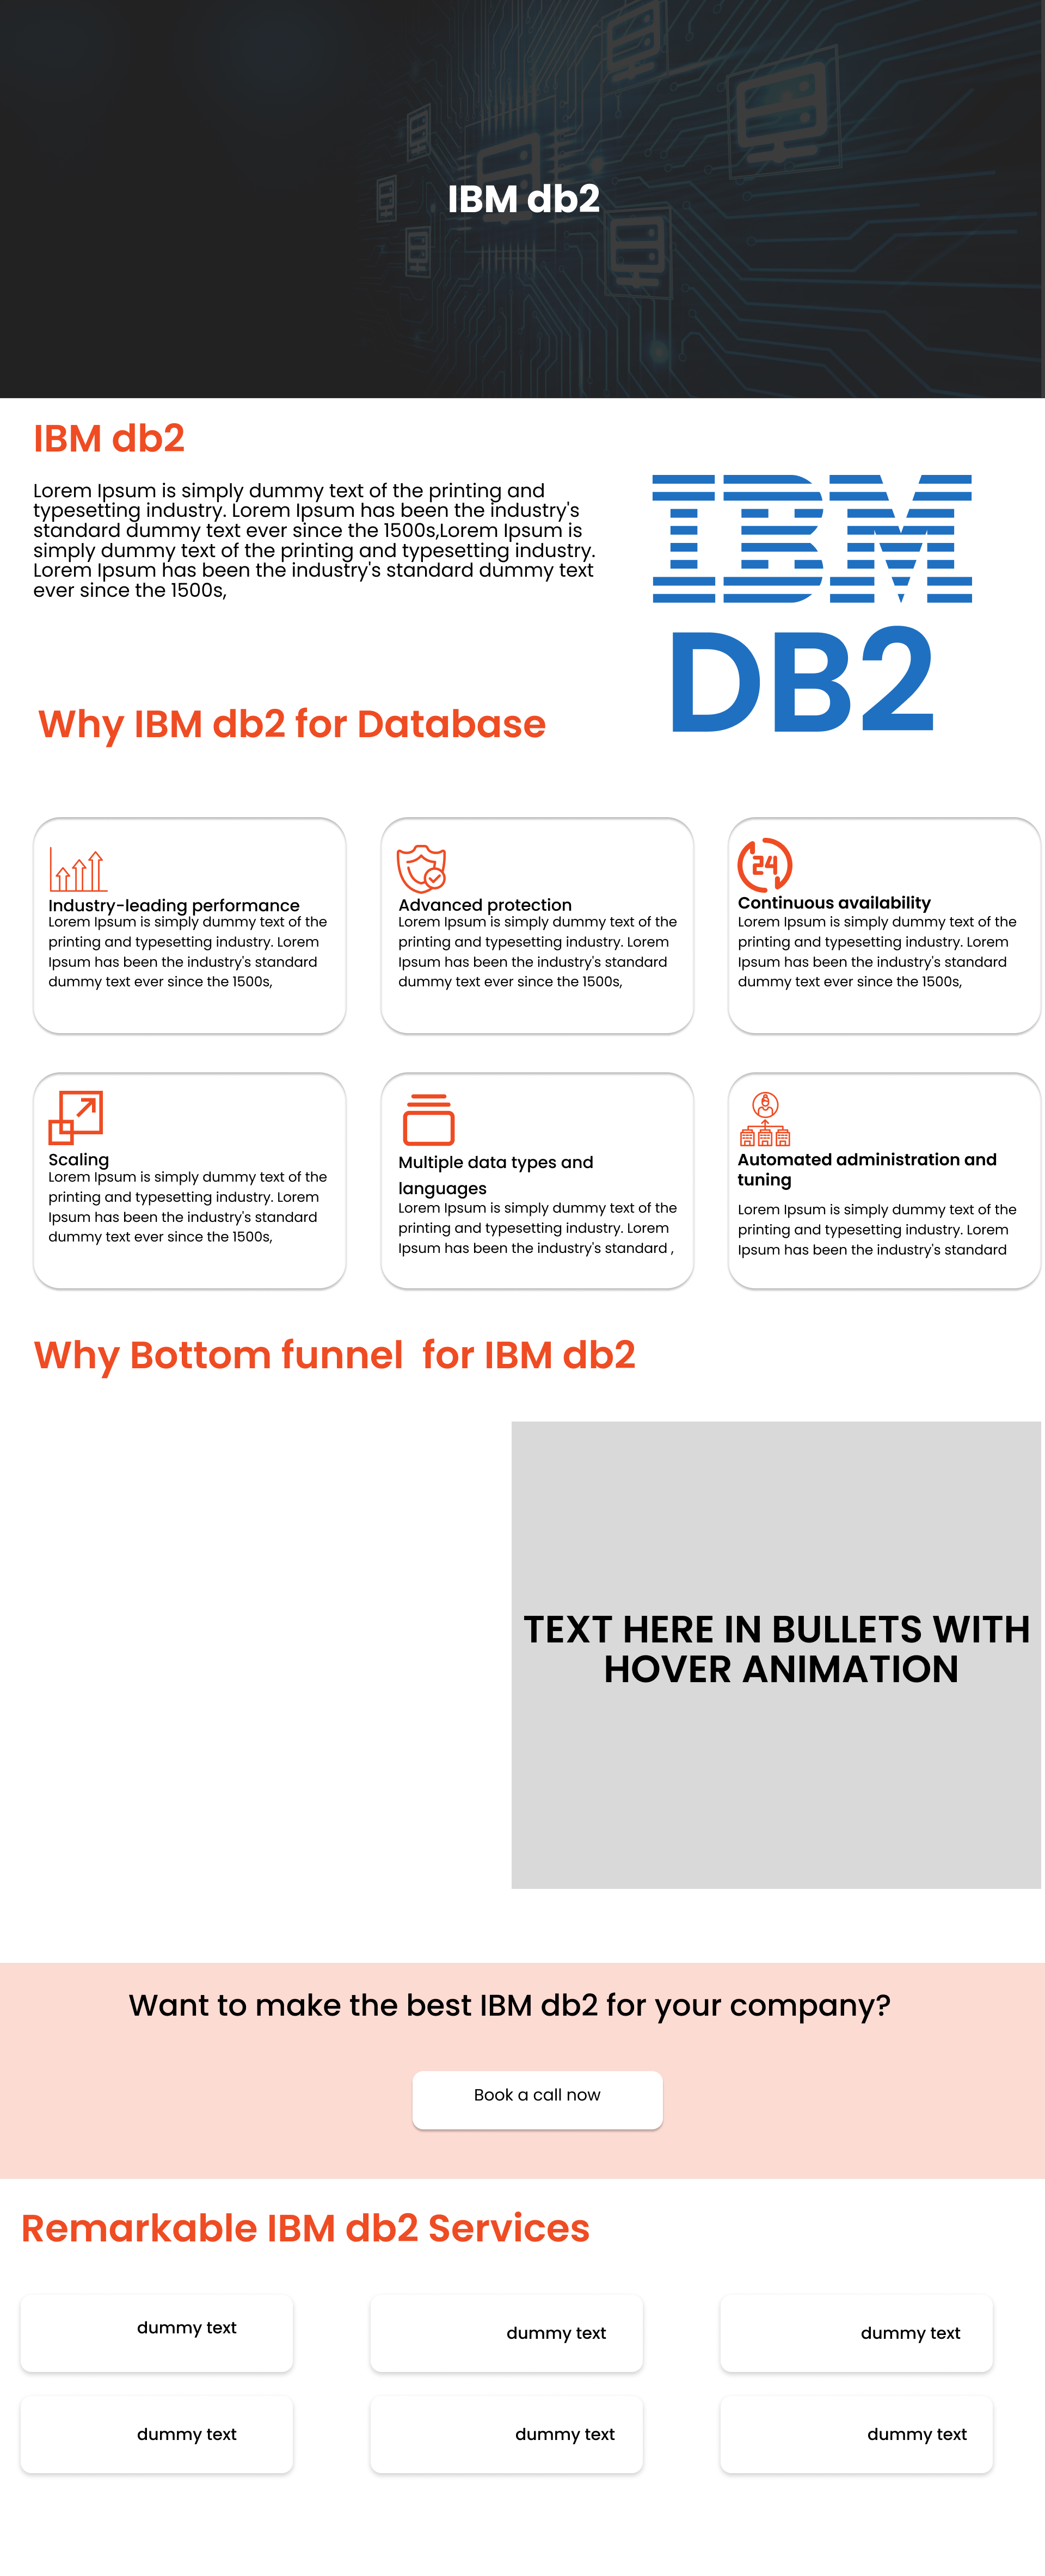 IBM db2
IBM db2
Lorem Ipsum is simply dummy text of the printing and
typesetting industry. Lorem Ipsum has been the industry's
standard dummy text ever since the 1500s,Lorem Ipsum is
simply dummy text of the printing and typesetting industry.
Lorem Ipsum has been the industry's standard dummy text
ever since the 1500s,
IBM
DB2
Why IBM db2 for Database
Industry-leading performance
Lorem Ipsum is simply dummy text of the
printing and typesetting industry. Lorem
Ipsum has been the industry's standard
dummy text ever since the 1500s,
Advanced protection
Lorem Ipsum is simply dummy text of the
printing and typesetting industry. Lorem
Ipsum has been the industry's standard
dummy text ever since the 1500s,
24
Continuous availability
Lorem Ipsum is simply dummy text of the
printing and typesetting industry. Lorem
Ipsum has been the industry's standard
dummy text ever since the 1500s,
Scaling
Lorem Ipsum is simply dummy text of the
printing and typesetting industry. Lorem
Ipsum has been the industry's standard
dummy text ever since the 1500s,
Multiple data types and
languages
Lorem Ipsum is simply dummy text of the
printing and typesetting industry. Lorem
Ipsum has been the industry's standard ,
Automated administration and
tuning
Lorem Ipsum is simply dummy text of the
printing and typesetting industry. Lorem
Ipsum has been the industry's standard
Why Bottom funnel  for IBM db2
TEXT HERE IN BULLETS WITH
HOVER ANIMATION
Want to make the best IBM db2 for your company?
Book a call now
Remarkable IBM db2 Services
dummy text
dummy text
dummy text
dummy text
dummy text
dummy text